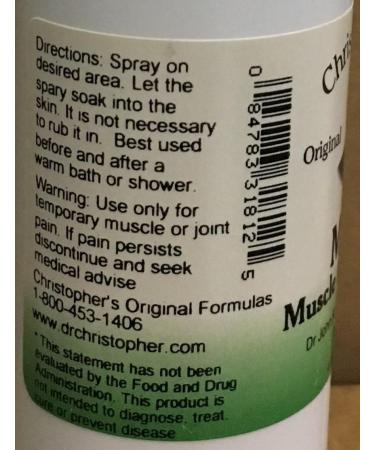 Directions: Spray on
desired area. Let the
spary soak into the
skin. It is not necessary
to rub it in. Best used
before and after a
warm bath or shower.
Warning: Use only for
temporary muscle or joint
pain. If pain persists
discontinue and seek
medical advise
Christopher's Original Formulas
1-800-453-1406
www.drchristopher.com
* This statement has not been
evaluated by the Food and Drug
Administration. This product is
not intended to diagnose, treat,
cure or prevent disease
0 84783 31812 5
Original
Muscle
Dr